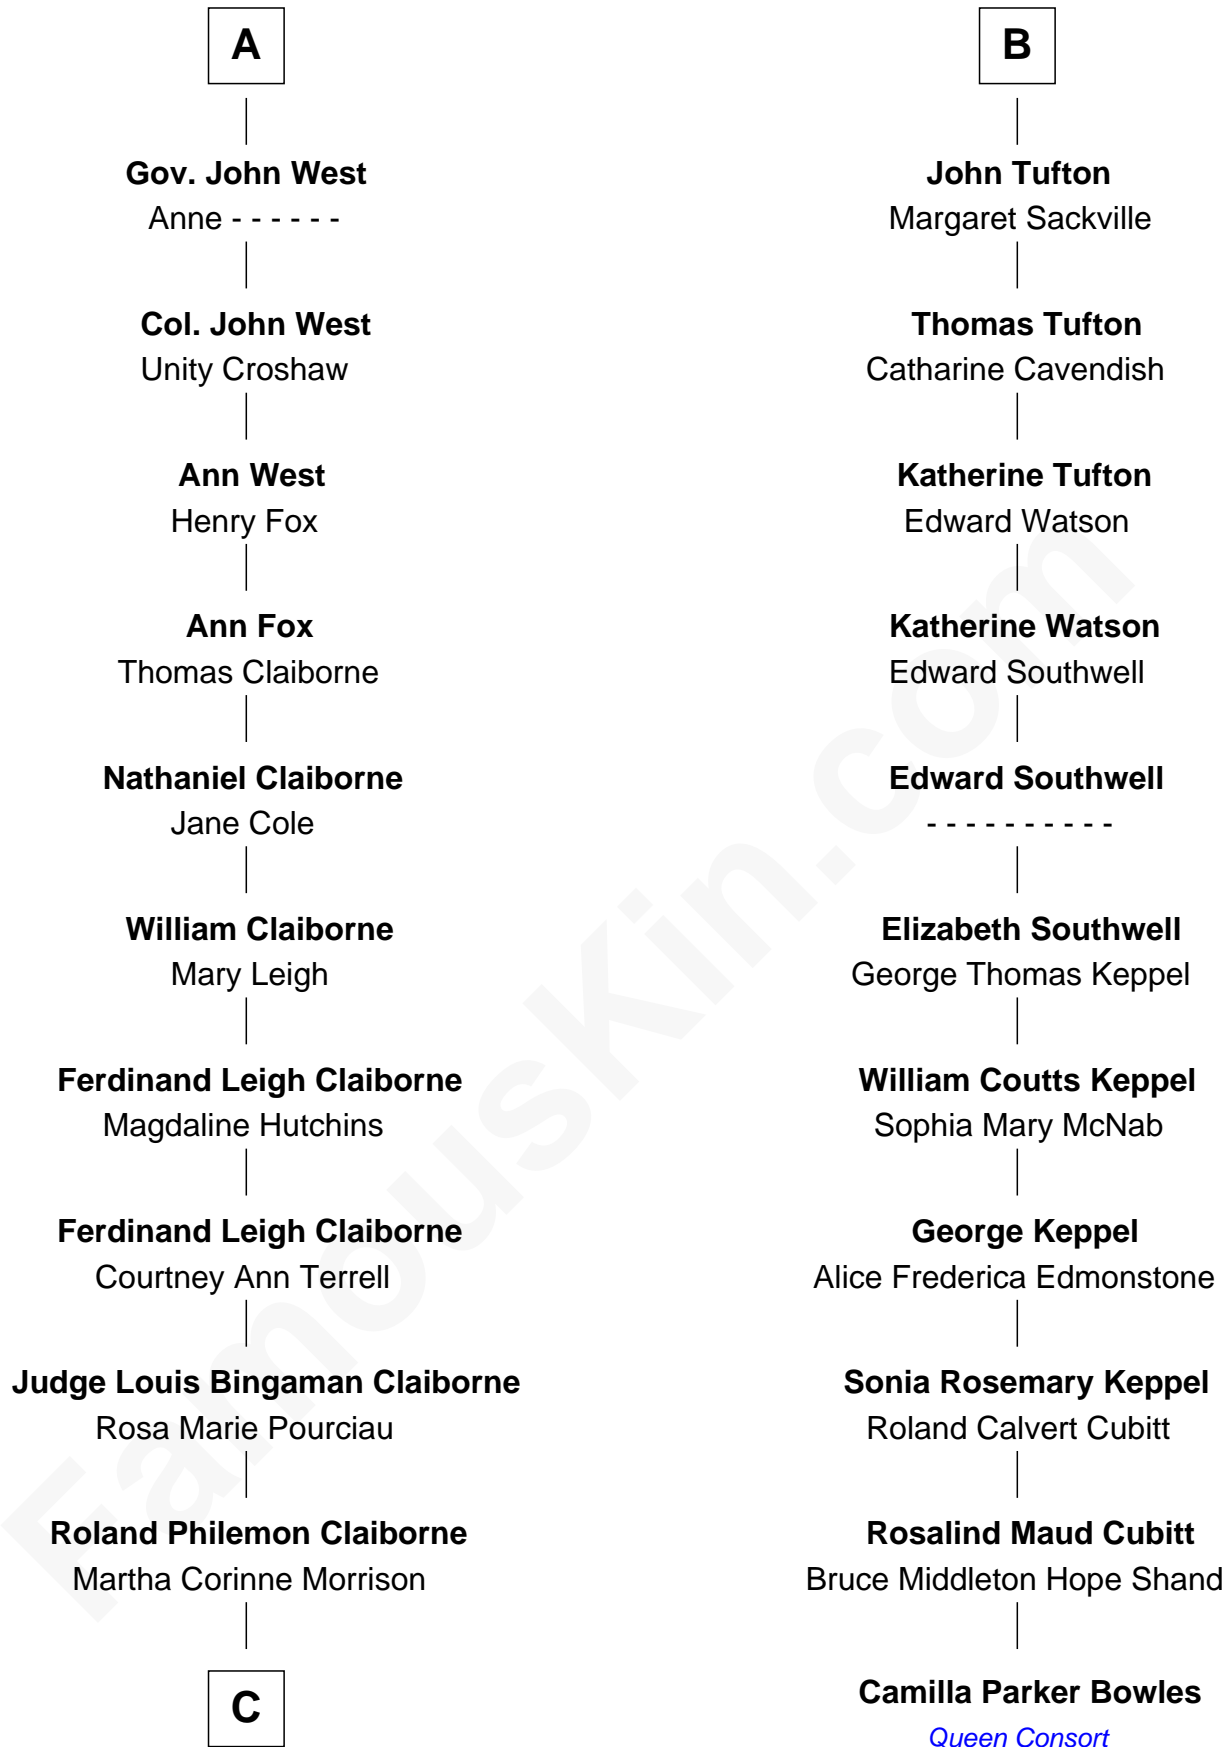 A
Gov. John West
Anne - - - - - -
Col. John West
Unity Croshaw
Ann West
Henry Fox
Ann Fox
Thomas Claiborne
Nathaniel Claiborne
Jane Cole
William Claiborne
Mary Leigh
Ferdinand Leigh Claiborne
Magdaline Hutchins
Ferdinand Leigh Claiborne
Courtney Ann Terrell
Judge Louis Bingaman Claiborne
Rosa Marie Pourciau
Roland Philemon Claiborne
Martha Corinne Morrison
C
B
John Tufton
Margaret Sackville
Thomas Tufton
Catharine Cavendish
Katherine Tufton
Edward Watson
Katherine Watson
Edward Southwell
Edward Southwell
- - - - - - - - - -
Elizabeth Southwell
George Thomas Keppel
William Coutts Keppel
Sophia Mary McNab
George Keppel
Alice Frederica Edmonstone
Sonia Rosemary Keppel
Roland Calvert Cubitt
Rosalind Maud Cubitt
Bruce Middleton Hope Shand
Camilla Parker Bowles
Queen Consort
FamousKin.com